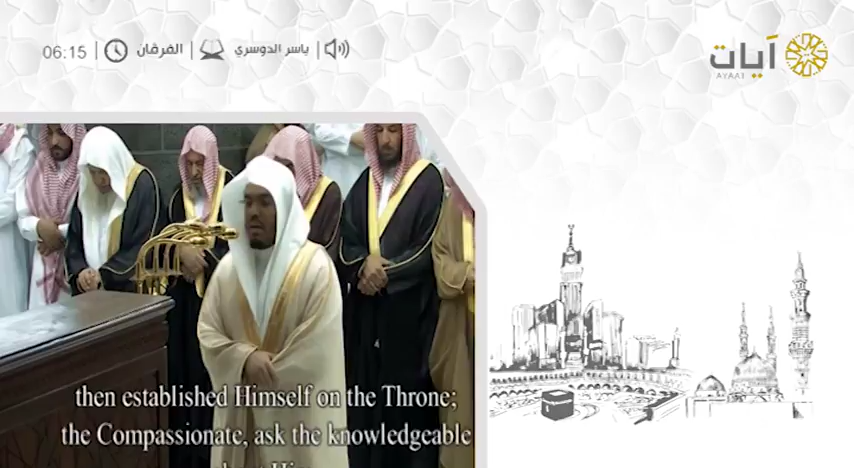 06:15 | الفرقان | ياسر الدوسري |
آيات
AYAAT
then established Himself on the Throne;
the Compassionate, ask the knowledgeable